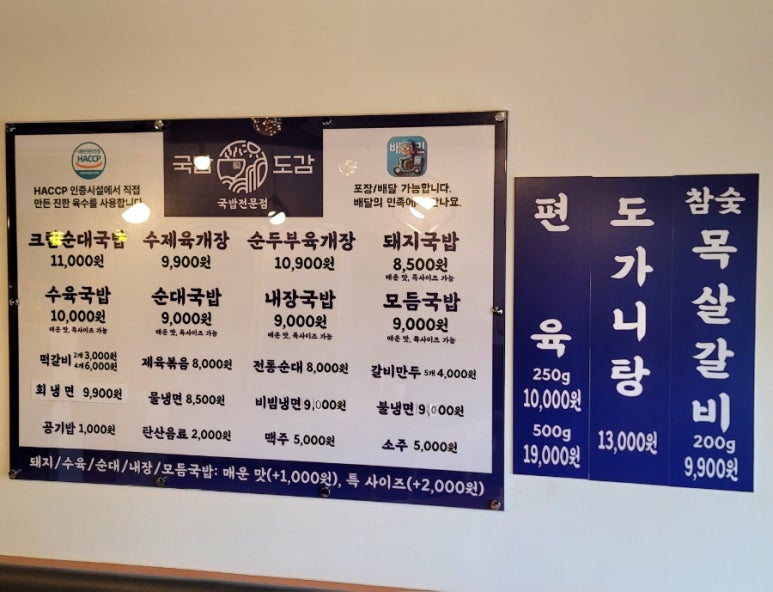 HACCP
HACCP 인증시설에서 직접
만든 진한 육수를 사용합니다
국밥 도감
국밥전문점
포장/배달 가능합니다.
배달의 민족에 만나요.
크림순대국밥
11,000원
수제육개장
9,900원
순두부육개장
10,900원
돼지국밥
8,500원
매운 맛, 특사이즈 가능
수육국밥
10,000원
매운 맛, 특사이즈 가능
순대국밥
9,000원
매운 맛, 특사이즈 가능
내장국밥
9,000원
매운 맛, 특사이즈 가능
모듬국밥
9,000원
매운 맛, 특사이즈 가능
떡갈비 2개 3,000원
4개 6,000원
제육볶음 8,000원
전통순대 8,000원
갈비만두 5개 4,000원
회냉면 9,900원
물냉면 8,500원
비빔냉면 9,000원
불냉면 9,000원
공기밥 1,000원
탄산음료 2,000원
맥주 5,000원
소주 5,000원
돼지/수육/순대/내장/모듬국밥: 매운 맛(+1,000원), 특 사이즈(+2,000원)
편육
250g
10,000원
500g
19,000원
도가니탕
13,000원
참숯
목살갈비
200g
9,900원